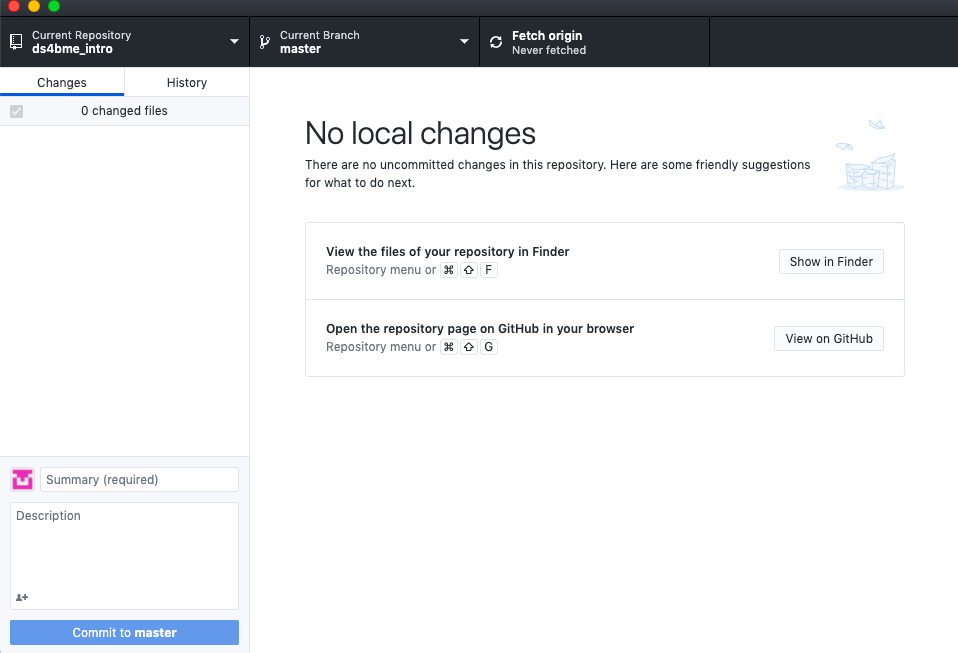 Current Repository
ds4bme_intro
Current Branch
master
Fetch origin
Never fetched
Changes
History
0 changed files
No local changes
There are no uncommitted changes in this repository. Here are some friendly suggestions
for what to do next.
View the files of your repository in Finder
Repository menu or ⌘ ⇧ F
Show in Finder
Open the repository page on GitHub in your browser
Repository menu or ⌘ ⇧ G
View on GitHub
Summary (required)
Description
Commit to master